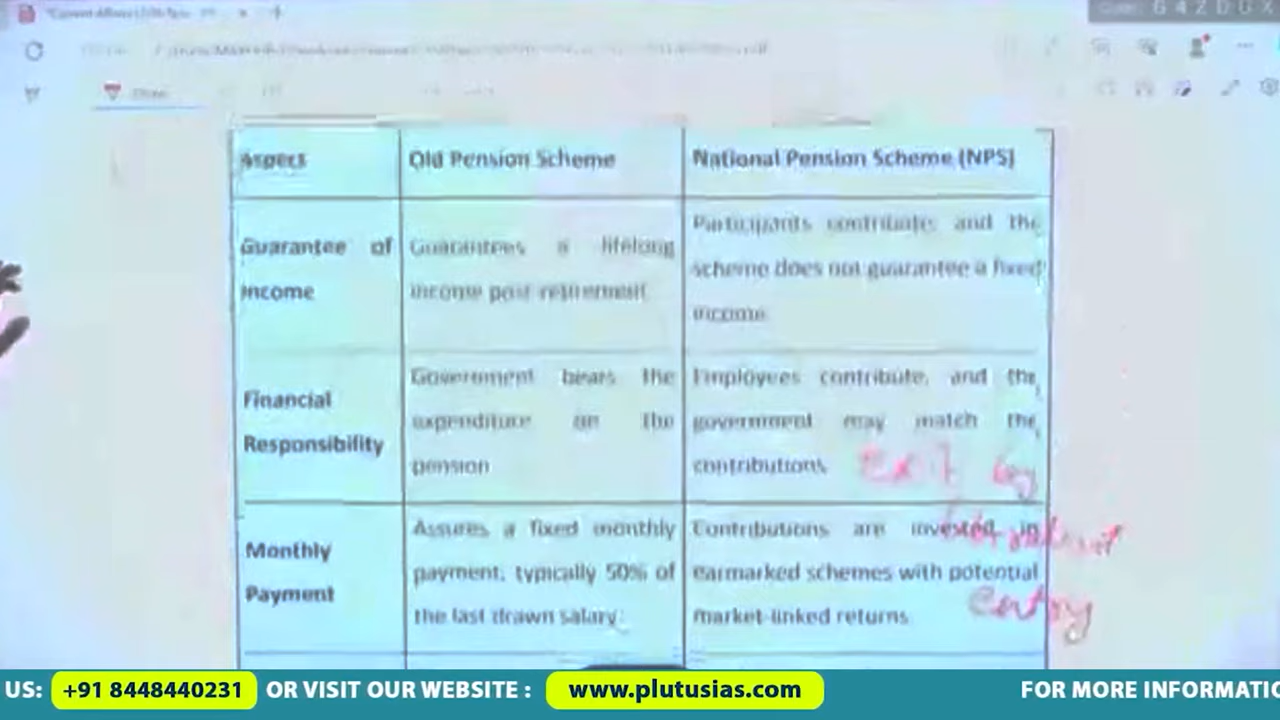 Aspect
Old Pension Scheme
National Pension Scheme (NPS)
Guarantee of
Income
Guarantees a lifelong
income post retirement
Participants contribute, and the
scheme does not guarantee a fixed
income
Financial
Responsibility
Government bears the
expenditure on the
pension
Employees contribute, and the
government may match the
contributions
Monthly
Payment
Assures a fixed monthly
payment, typically 50% of
the last drawn salary.
Contributions are invested in
earmarked schemes with potential
market-linked returns
entry
US: +91 8448440231 OR VISIT OUR WEBSITE : www.plutusias.com FOR MORE INFORMATIO